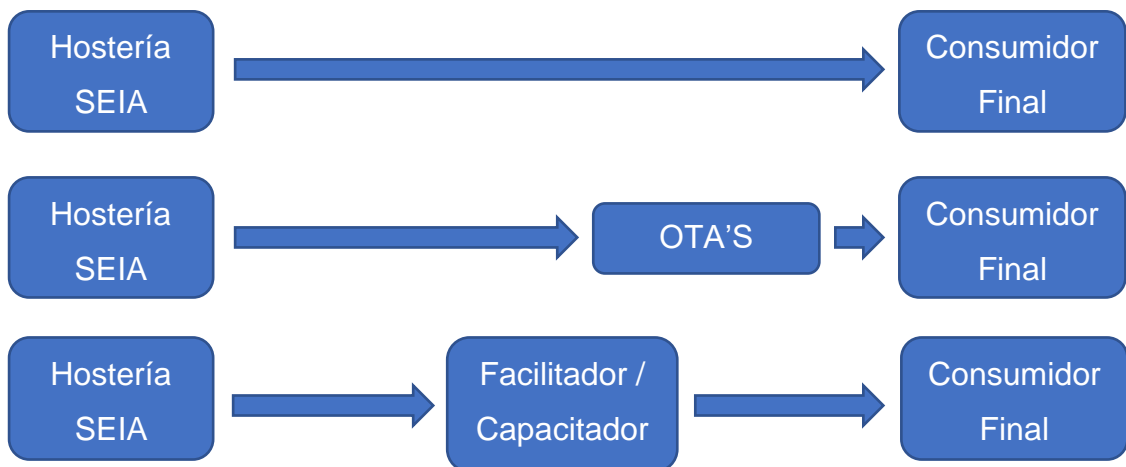 Hostería
SEIA
Consumidor
Final
Hostería
SEIA
OTA’S
Consumidor
Final
Hostería
SEIA
Facilitador /
Capacitador
Consumidor
Final